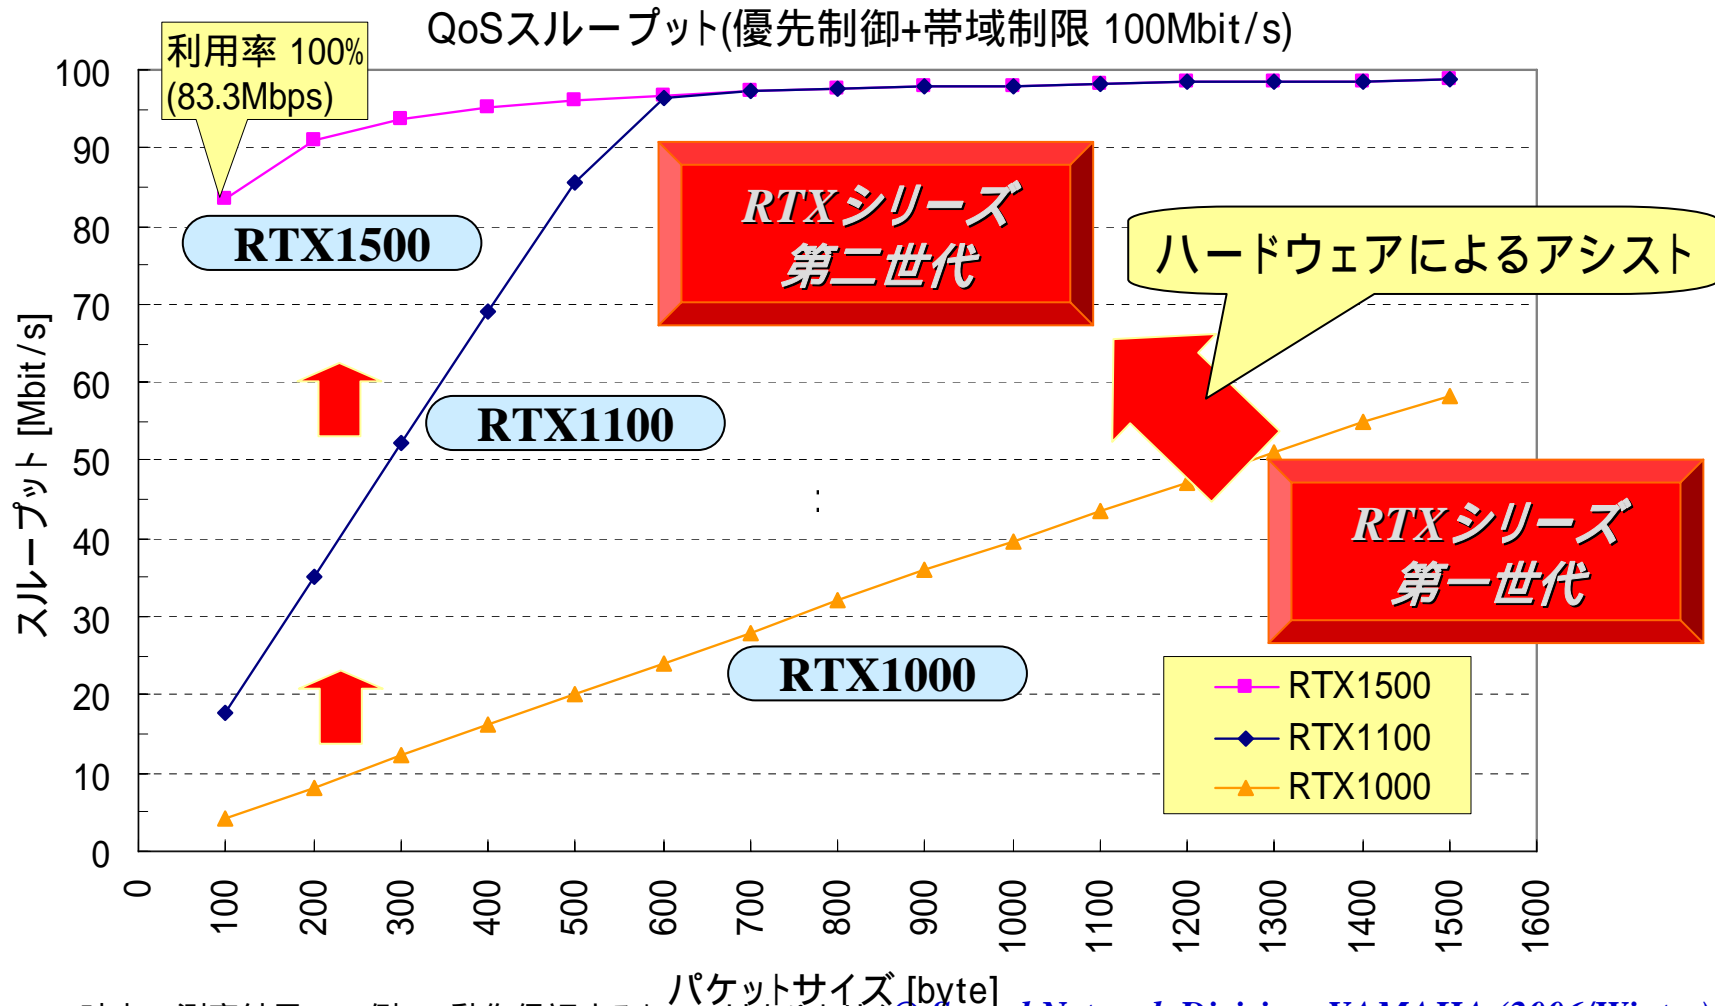 QoSスループット(優先制御+帯域制限 100Mbit/s)
利用率 100%
(83.3Mbps)
100
90
80
70
60
50
40
30
20
10
0
スループット [Mbit/s]
RTX1500
RTXシリーズ
第二世代
ハードウェアによるアシスト
RTX1100
RTXシリーズ
第一世代
RTX1000
RTX1500
RTX1100
RTX1000
0
100
200
300
400
500
600
700
800
900
1000
1100
1200
1300
1400
1500
1600
パケットサイズ [byte]
Network Division, YAMAHA (2006/Winter)